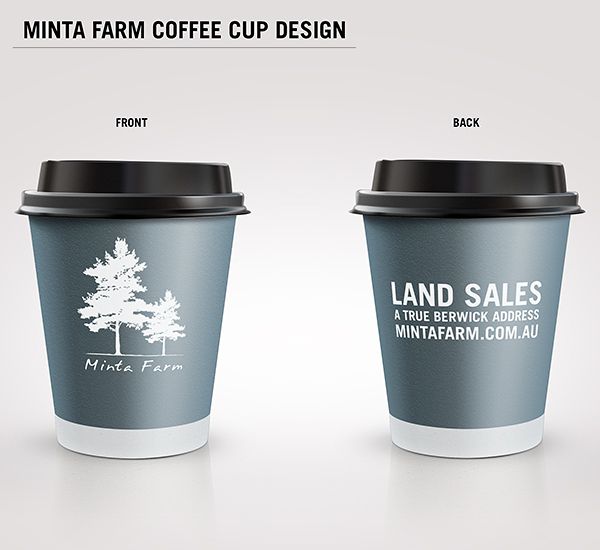 MINTA FARM COFFEE CUP DESIGN
FRONT
BACK
Minta Farm
LAND SALES
A TRUE BERWICK ADDRESS
MINTAFARM.COM.AU